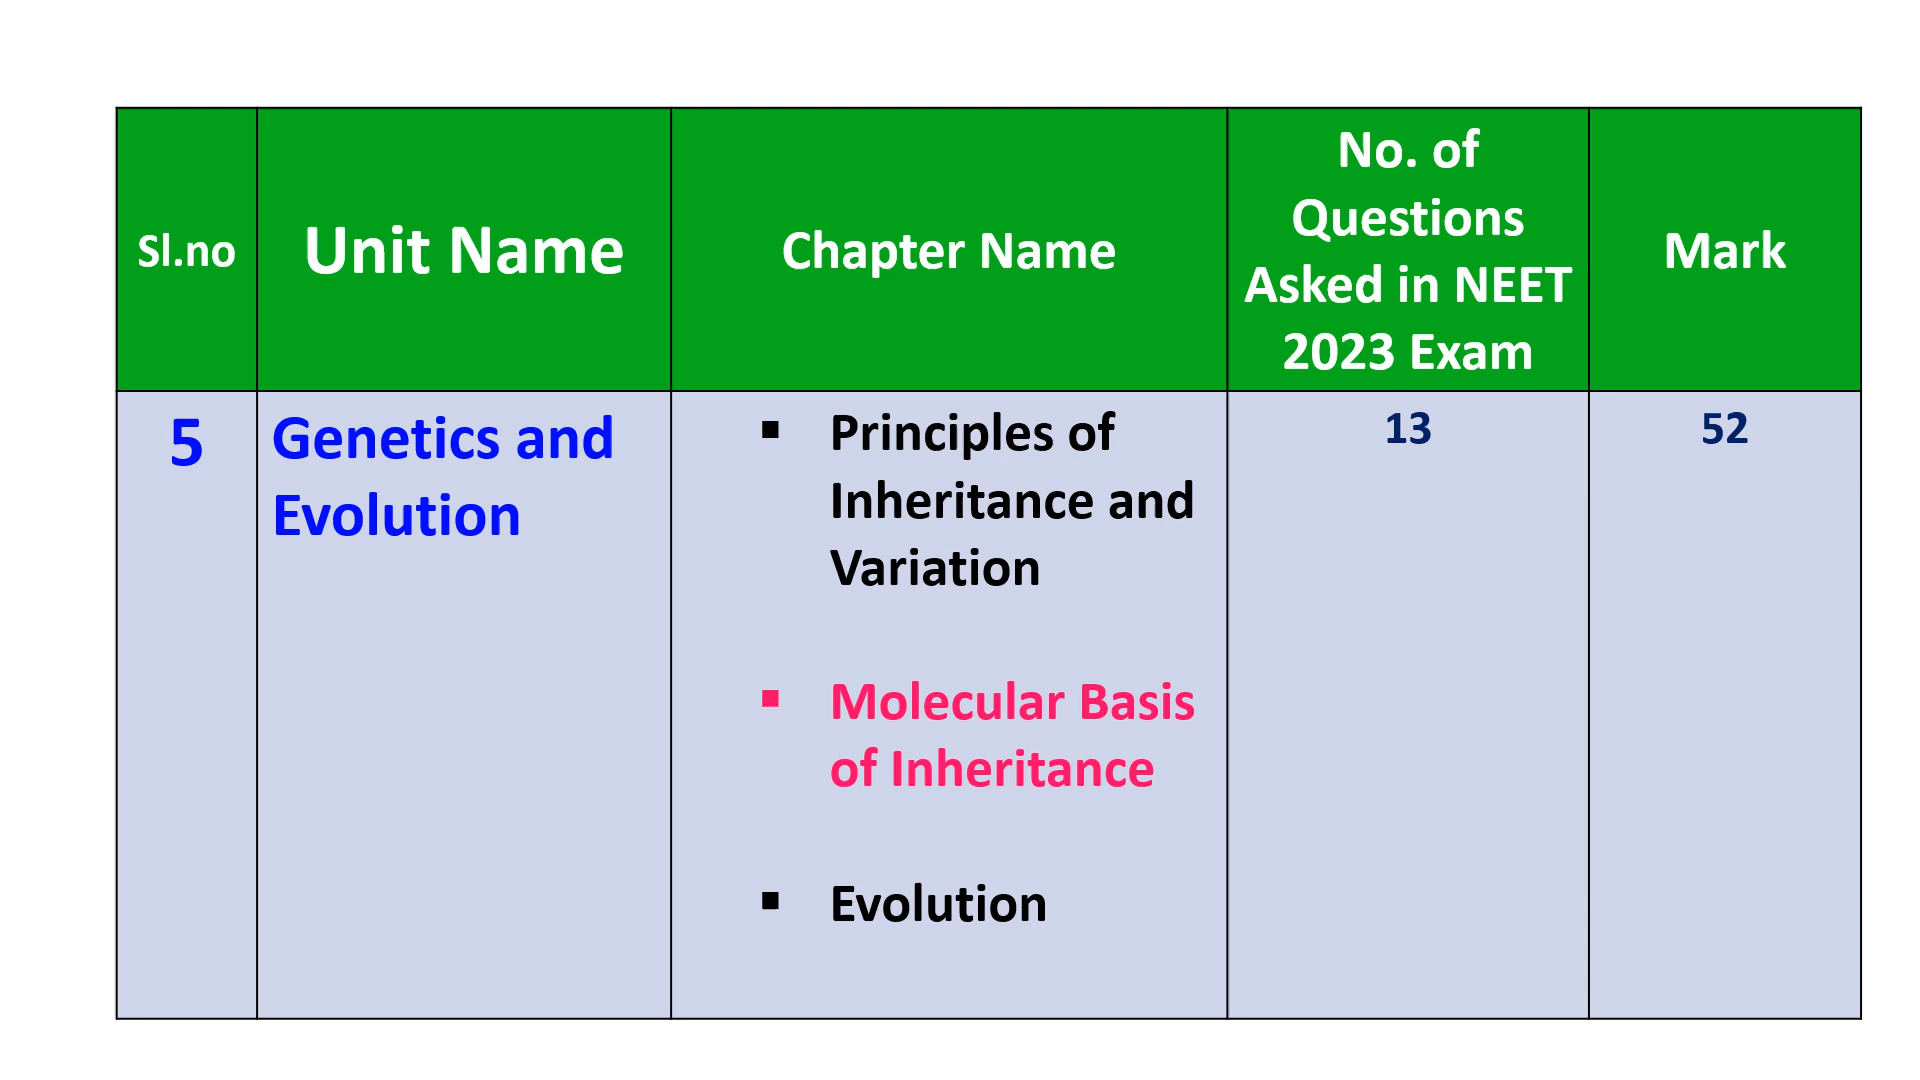 Sl.no
Unit Name
Chapter Name
No. of
Questions
Asked in NEET
2023 Exam
Mark
5
Genetics and
Evolution
▪ Principles of
Inheritance and
Variation
▪ Molecular Basis
of Inheritance
▪ Evolution
13
52